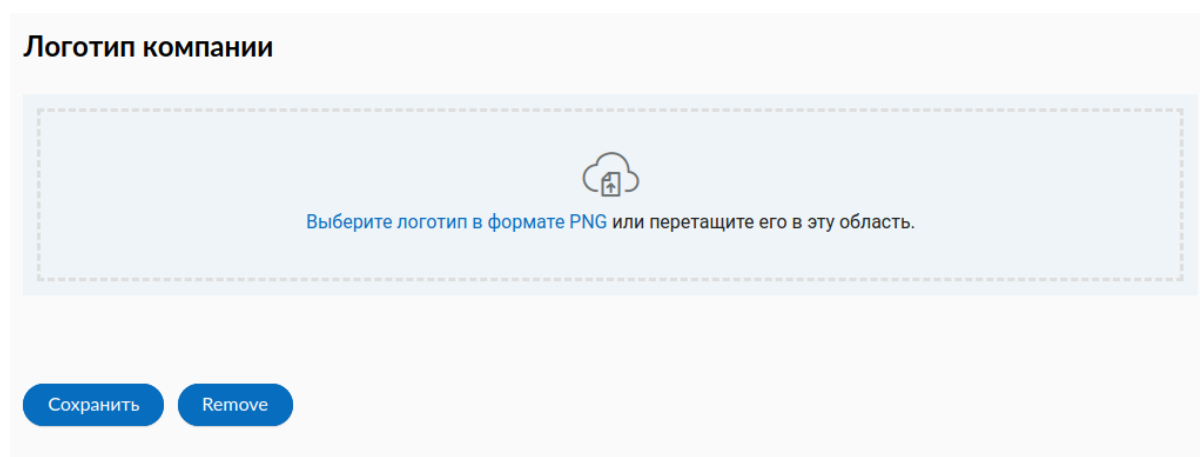 Логотип компании
Выберите логотип в формате PNG или перетащите его в эту область.
Сохранить Remove